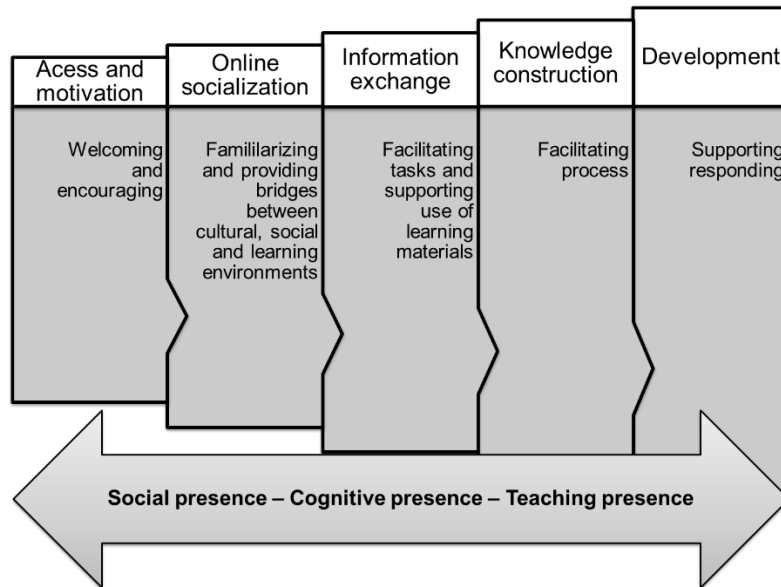 Acess and
motivation
Online
socialization
Information
exchange
Knowledge
construction
Development
Welcoming
and
encouraging
Famililarizing
and providing
bridges
between
cultural, social
and learning
environments
Facilitating
tasks and
supporting
use of
learning
materials
Facilitating
process
Supporting
responding
Social presence – Cognitive presence – Teaching presence